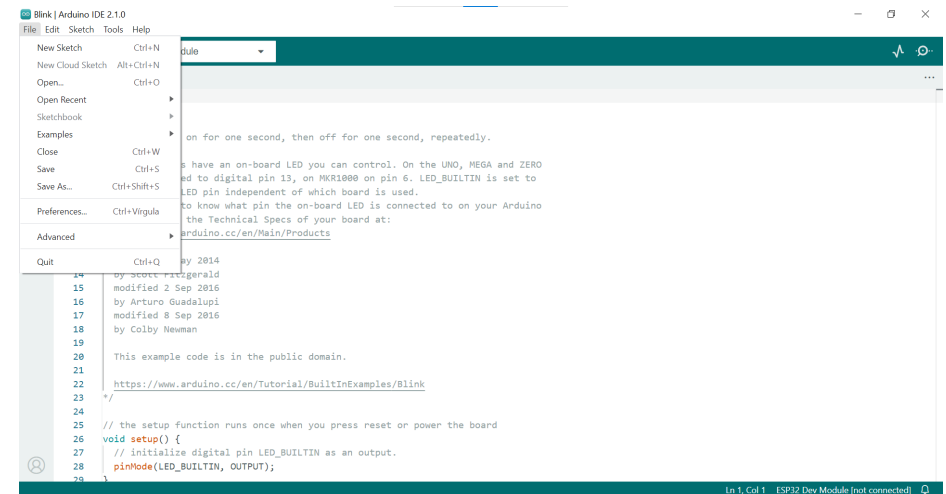 Blink | Arduino IDE 2.1.0
File Edit Sketch Tools Help
New Sketch Ctrl+N
New Cloud Sketch Alt+Ctrl+N
Open... Ctrl+O
Open Recent
Sketchbook
Examples
Close Ctrl+W
Save Ctrl+S
Save As... Ctrl+Shift+S
Preferences... Ctrl+Vírgula
Advanced
Quit Ctrl+Q
dule
on for one second, then off for one second, repeatedly.
s have an on-board LED you can control. On the UNO, MEGA and ZERO
ed to digital pin 13, on MKR1000 on pin 6. LED_BUILTIN is set to
LED pin independent of which board is used.
to know what pin the on-board LED is connected to on your Arduino
the Technical Specs of your board at:
arduino.cc/en/Main/Products
ay 2014
14 by Scott Fitzgerald
15 modified 2 Sep 2016
16 by Arturo Guadalupi
17 modified 8 Sep 2016
18 by Colby Newman
19
20 This example code is in the public domain.
21
22 https://www.arduino.cc/en/Tutorial/BuiltInExamples/Blink
23 */
24
25 // the setup function runs once when you press reset or power the board
26 void setup() {
27 // initialize digital pin LED_BUILTIN as an output.
28 pinMode(LED_BUILTIN, OUTPUT);
29 }
Ln 1, Col 1 ESP32 Dev Module [not connected]